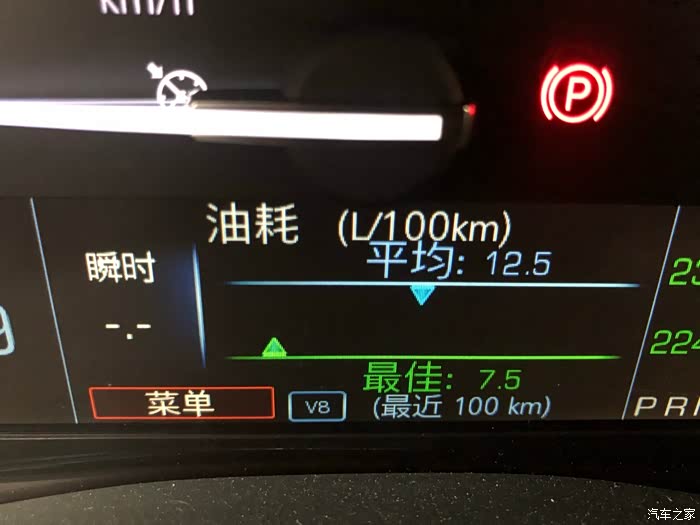 km/h
P
油耗 (L/100km)
瞬时
平均: 12.5
-.-
最佳: 7.5
224
菜单
V8
(最近 100 km)
汽车之家